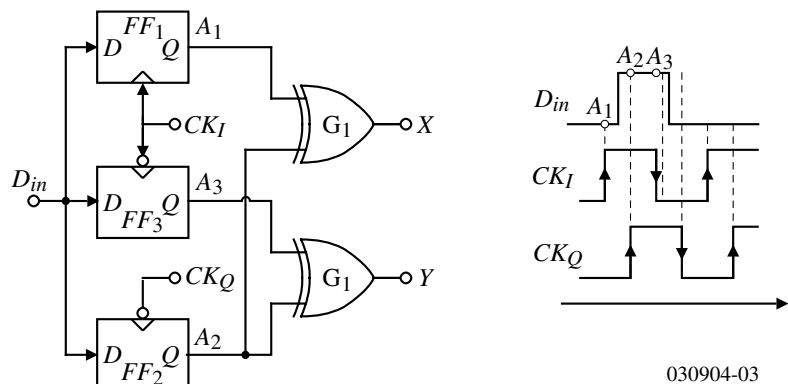 FF1 A1
D Q
G1 X
CKI
Din
A3
D Q
FF3
G1 Y
CKQ
A2
D Q
FF2
A2 A3
Din A1
CKI
CKQ
030904-03